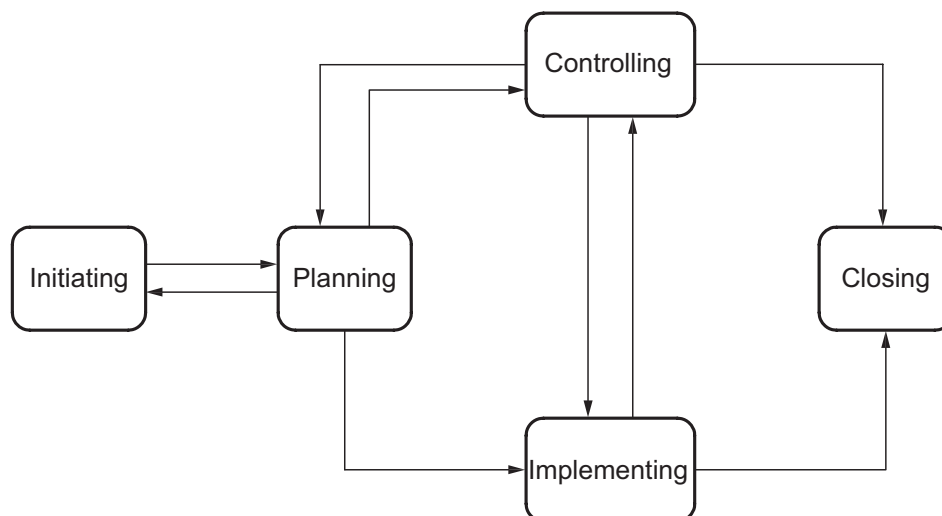 Controlling
Initiating
Planning
Closing
Implementing